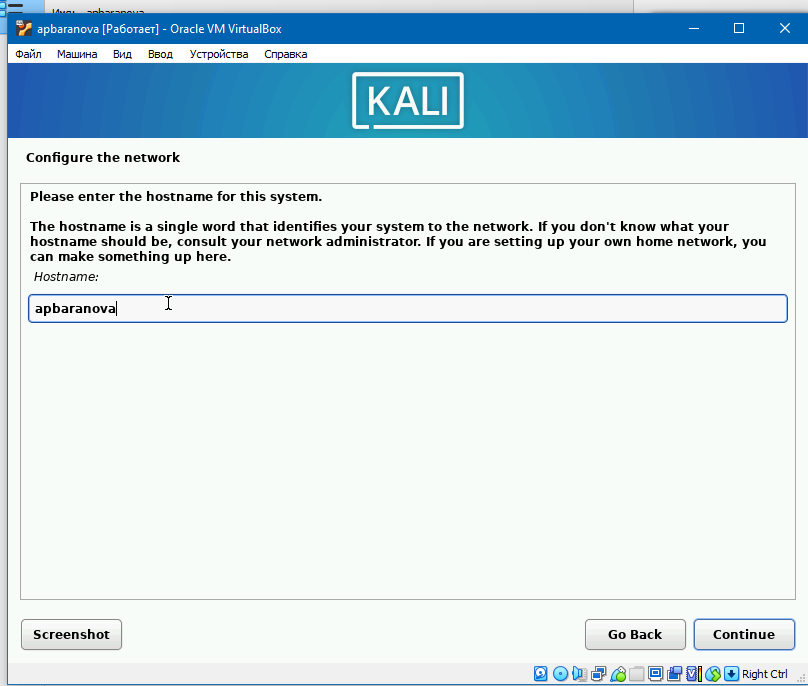 apbaranova [Работает] - Oracle VM VirtualBox
Файл Машина Вид Ввод Устройства Справка
KALI
Configure the network
Please enter the hostname for this system.
The hostname is a single word that identifies your system to the network. If you don't know what your
hostname should be, consult your network administrator. If you are setting up your own home network, you
can make something up here.
Hostname:
apbaranova
Screenshot Go Back Continue
Right Ctrl